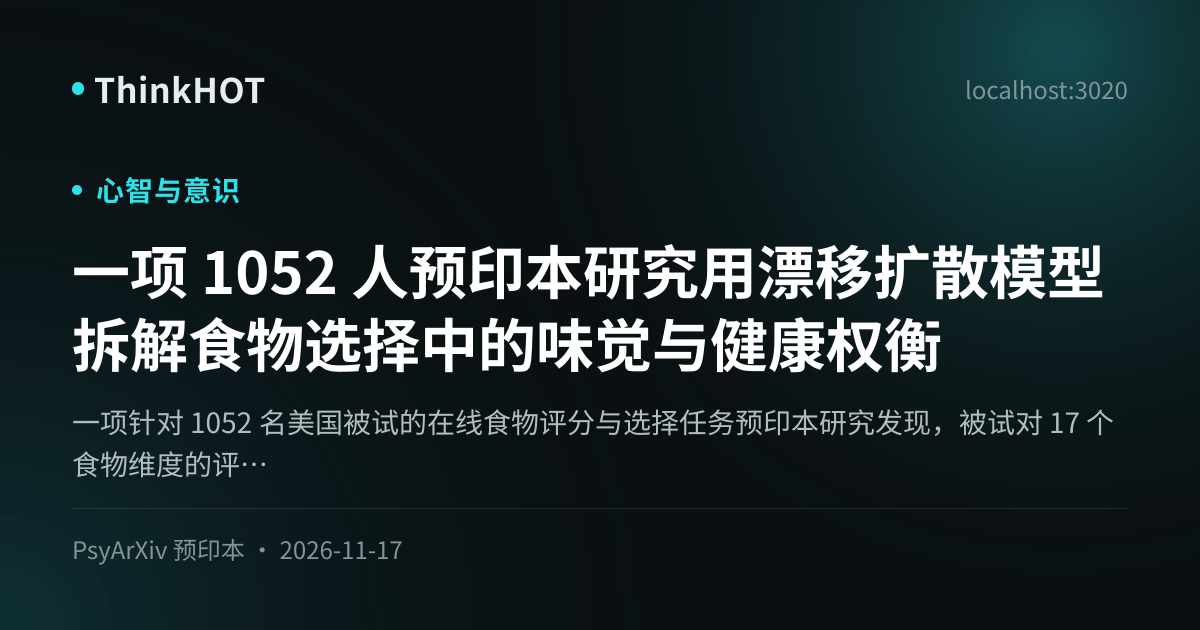 ThinkHOT
localhost:3020
心智与意识
一项 1052 人预印本研究用漂移扩散模型
拆解食物选择中的味觉与健康权衡
一项针对 1052 名美国被试的在线食物评分与选择任务预印本研究发现，被试对 17 个
食物维度的评…
PsyArXiv 预印本 · 2026-11-17